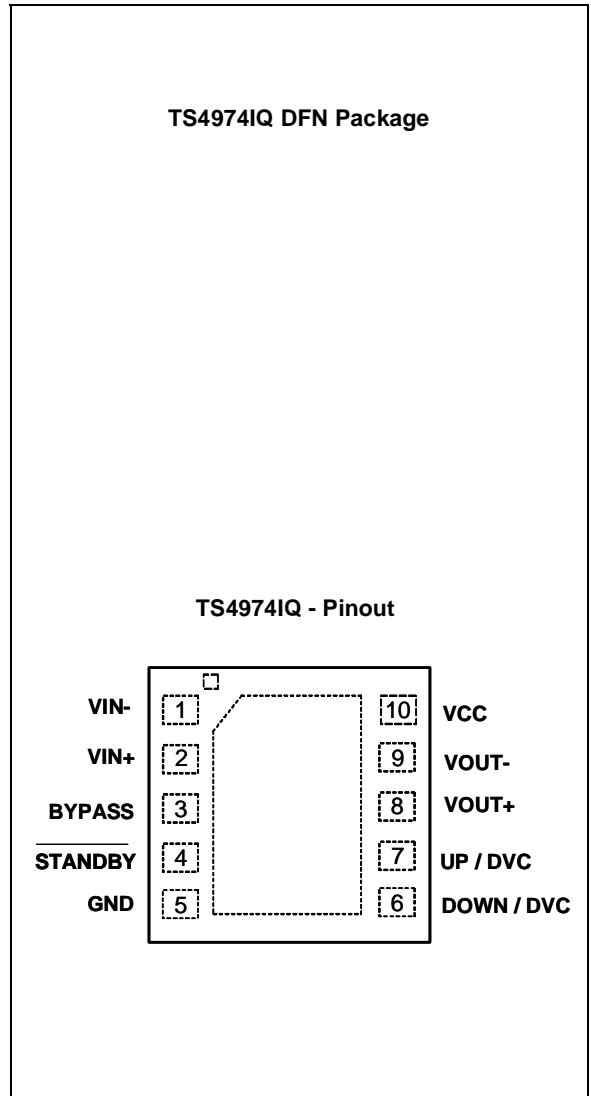 TS4974IQ DFN Package
TS4974IQ - Pinout
VIN- 1 10 VCC
VIN+ 2 9 VOUT-
BYPASS 3 8 VOUT+
STANDBY 4 7 UP / DVC
GND 5 6 DOWN / DVC